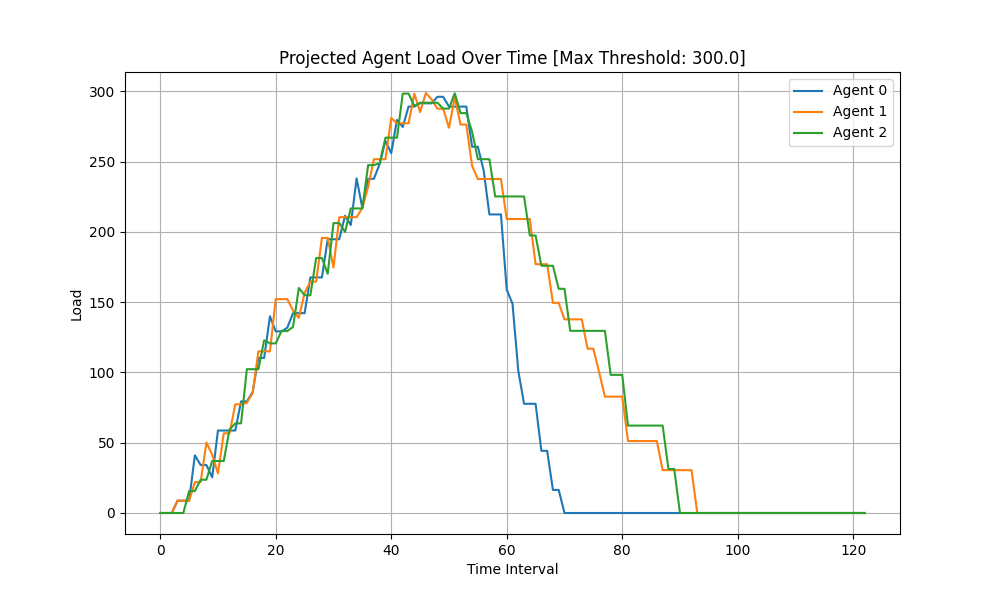 Projected Agent Load Over Time [Max Threshold: 300.0]
Agent 0
Agent 1
Agent 2
300
250
200
150
100
50
0
Load
0 20 40 60 80 100 120
Time Interval